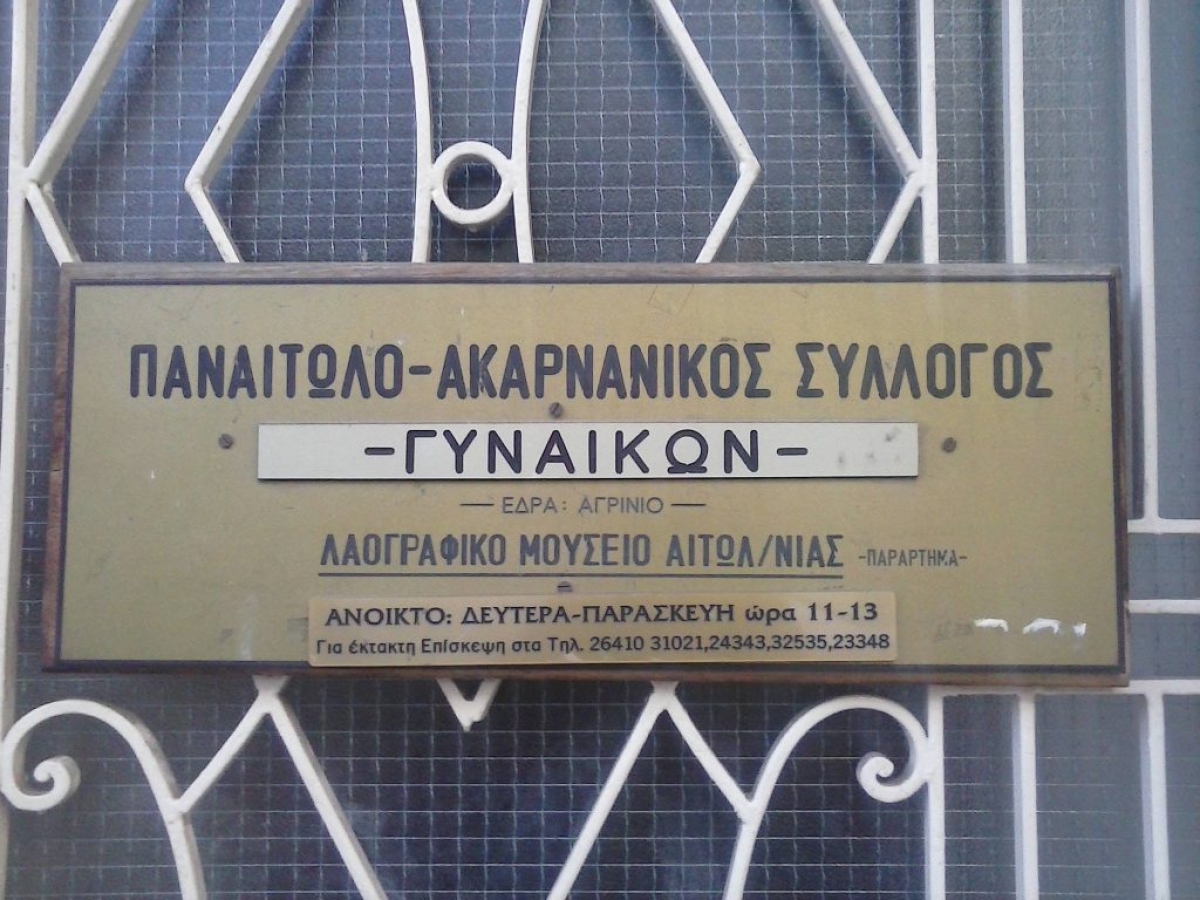 ΠΑΝΑΙΤΩΛΟ-ΑΚΑΡΝΑΝΙΚΟΣ ΣΥΛΛΟΓΟΣ
-ΓΥΝΑΙΚΩΝ-
— ΕΔΡΑ: ΑΓΡΙΝΙΟ —
ΛΑΟΓΡΑΦΙΚΟ ΜΟΥΣΕΙΟ ΑΙΤΩΛ/ΝΙΑΣ -ΠΑΡΑΡΤΗΜΑ-
ΑΝΟΙΚΤΟ: ΔΕΥΤΕΡΑ-ΠΑΡΑΣΚΕΥΗ ώρα 11-13
Για έκτακτη Επίσκεψη στα Τηλ. 26410 31021,24343,32535,23348